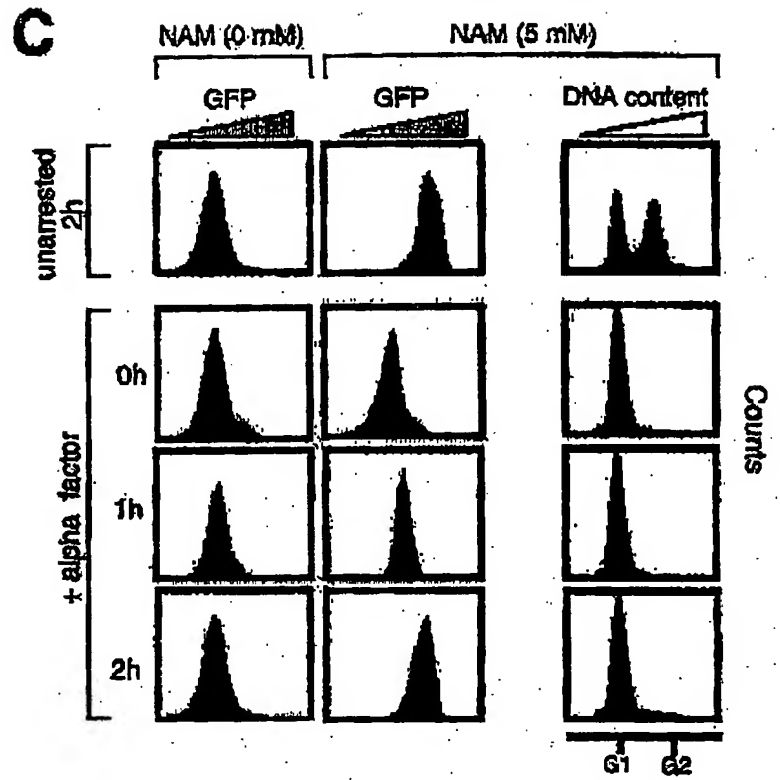 C
NAM (0 mM)
NAM (5 mM)
GFP
GFP
DNA content
unarrested
2h
0h
1h
2h
+ alpha factor
Counts
G1
G2